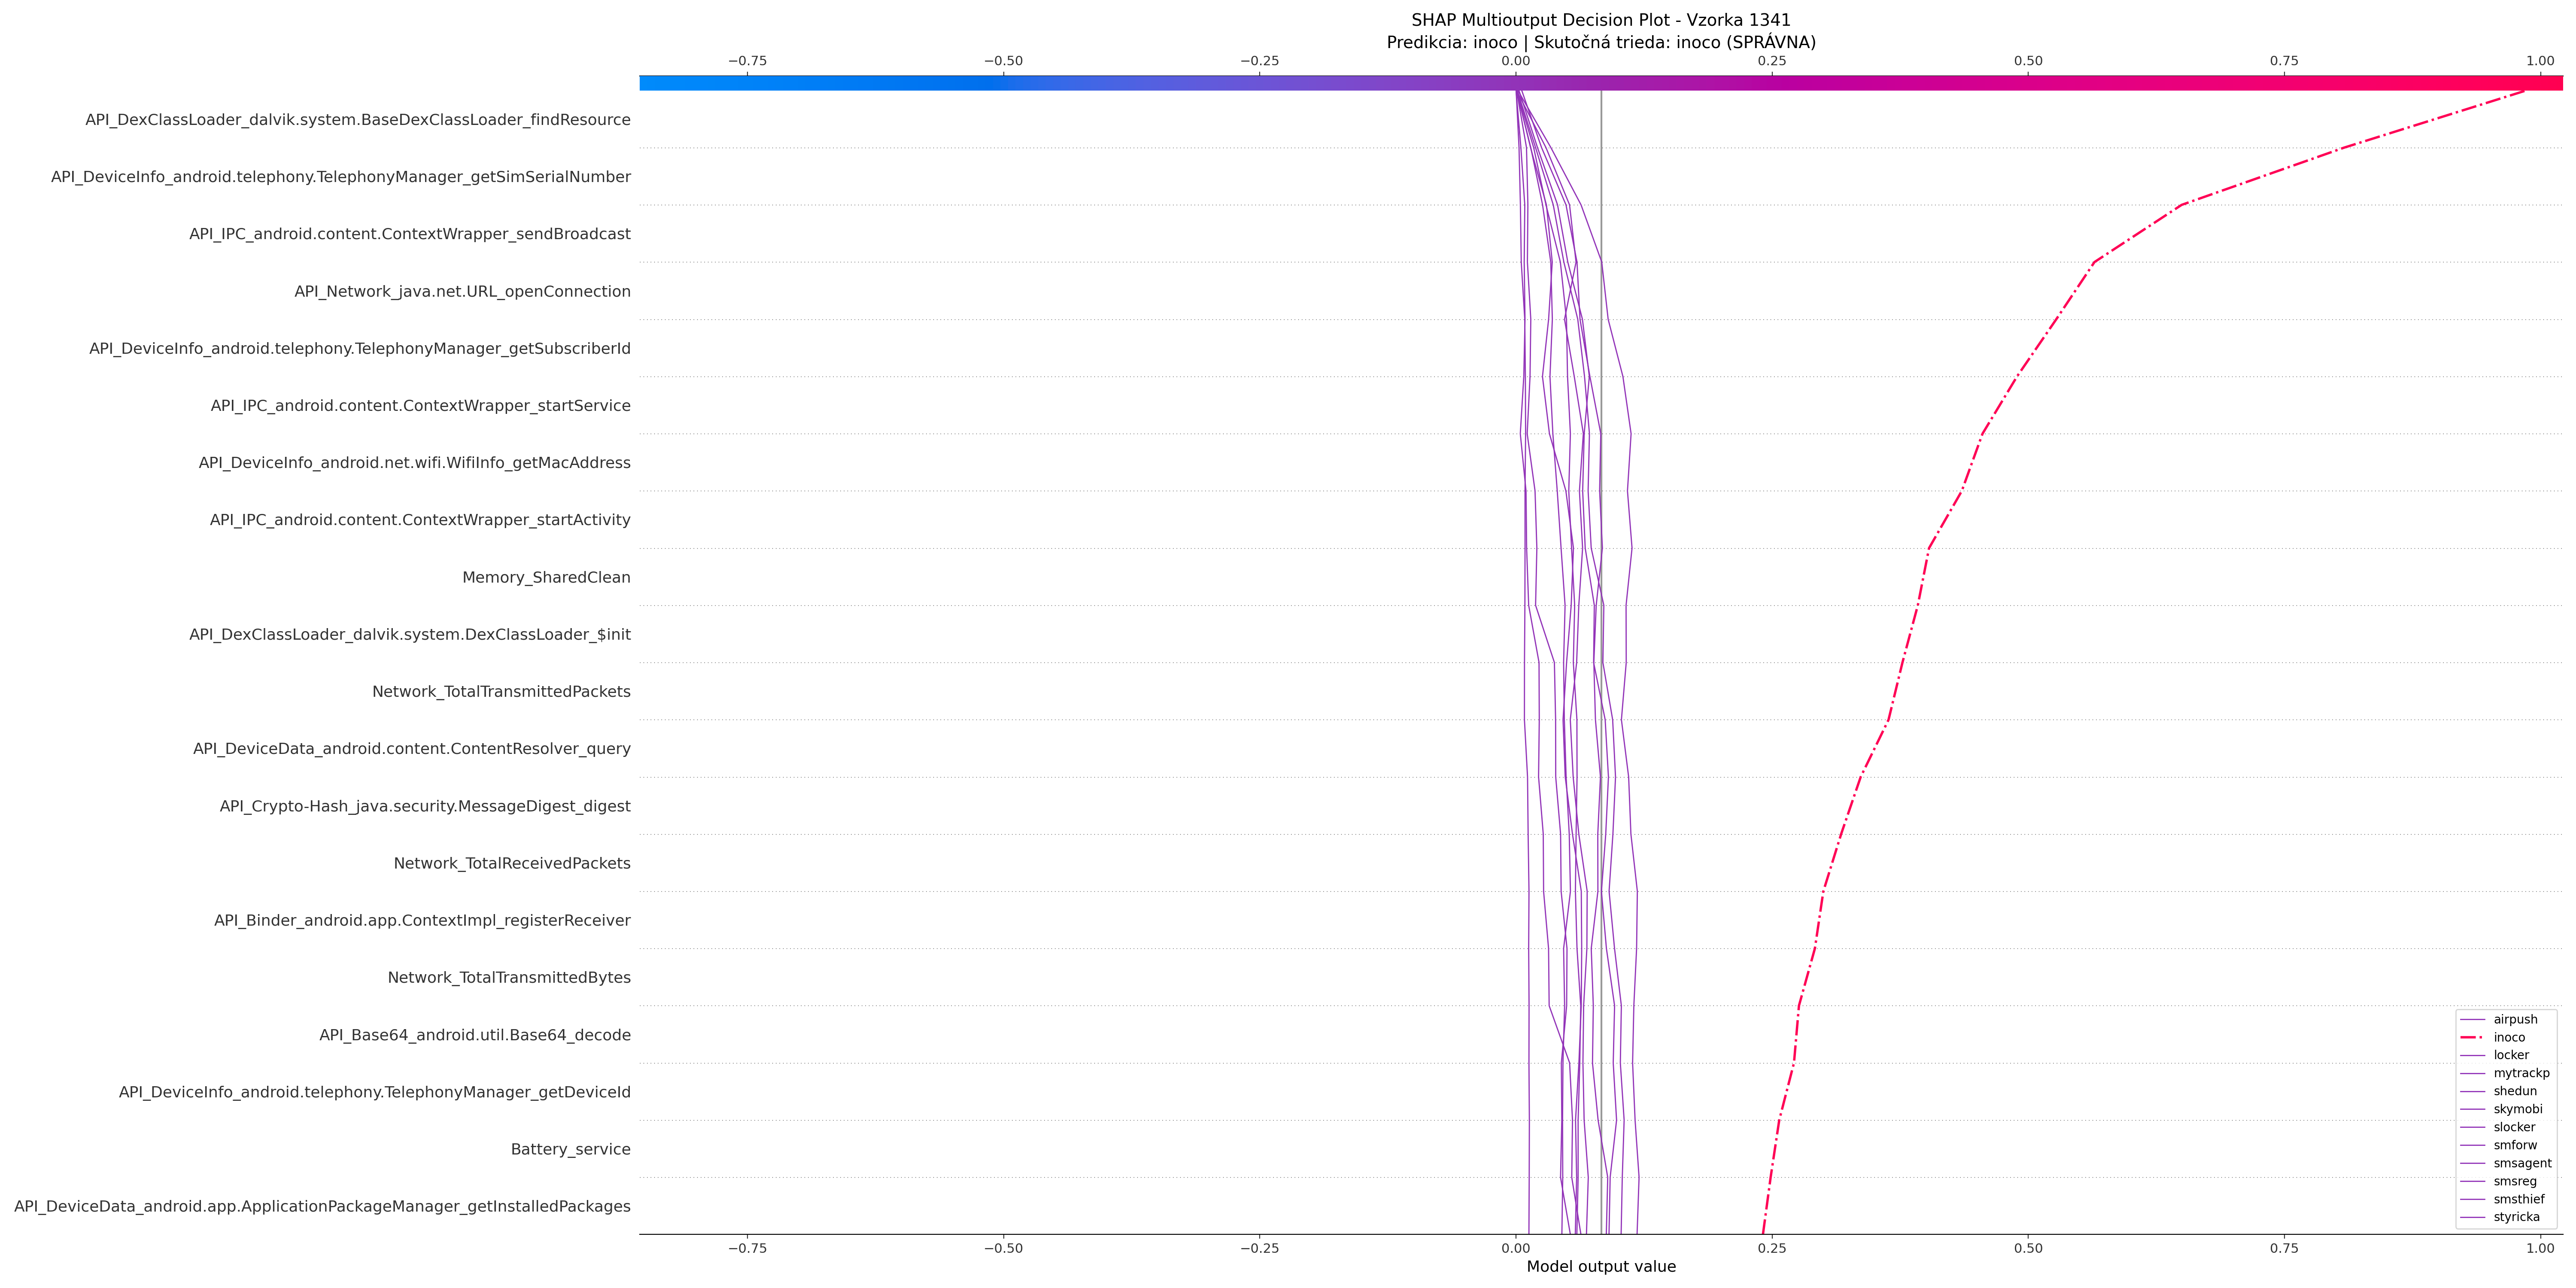 SHAP Multioutput Decision Plot - Vzorka 1341
Predikcia: inoco | Skutočná trieda: inoco (SPRÁVNA)
−0.75 −0.50 −0.25 0.00 0.25 0.50 0.75 1.00
API_DexClassLoader_dalvik.system.BaseDexClassLoader_findResource
API_DeviceInfo_android.telephony.TelephonyManager_getSimSerialNumber
API_IPC_android.content.ContextWrapper_sendBroadcast
API_Network_java.net.URL_openConnection
API_DeviceInfo_android.telephony.TelephonyManager_getSubscriberId
API_IPC_android.content.ContextWrapper_startService
API_DeviceInfo_android.net.wifi.WifiInfo_getMacAddress
API_IPC_android.content.ContextWrapper_startActivity
Memory_SharedClean
API_DexClassLoader_dalvik.system.DexClassLoader_$init
Network_TotalTransmittedPackets
API_DeviceData_android.content.ContentResolver_query
API_Crypto-Hash_java.security.MessageDigest_digest
Network_TotalReceivedPackets
API_Binder_android.app.ContextImpl_registerReceiver
Network_TotalTransmittedBytes
API_Base64_android.util.Base64_decode
API_DeviceInfo_android.telephony.TelephonyManager_getDeviceId
Battery_service
API_DeviceData_android.app.ApplicationPackageManager_getInstalledPackages
airpush
inoco
locker
mytrackp
shedun
skymobi
slocker
smforw
smsagent
smsreg
smsthief
styricka
−0.75 −0.50 −0.25 0.00 0.25 0.50 0.75 1.00
Model output value